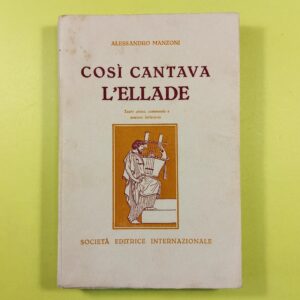 ALESSANDRO MANZONI
COSÌ CANTAVA
L'ELLADE
SOCIETÀ EDITRICE INTERNAZIONALE